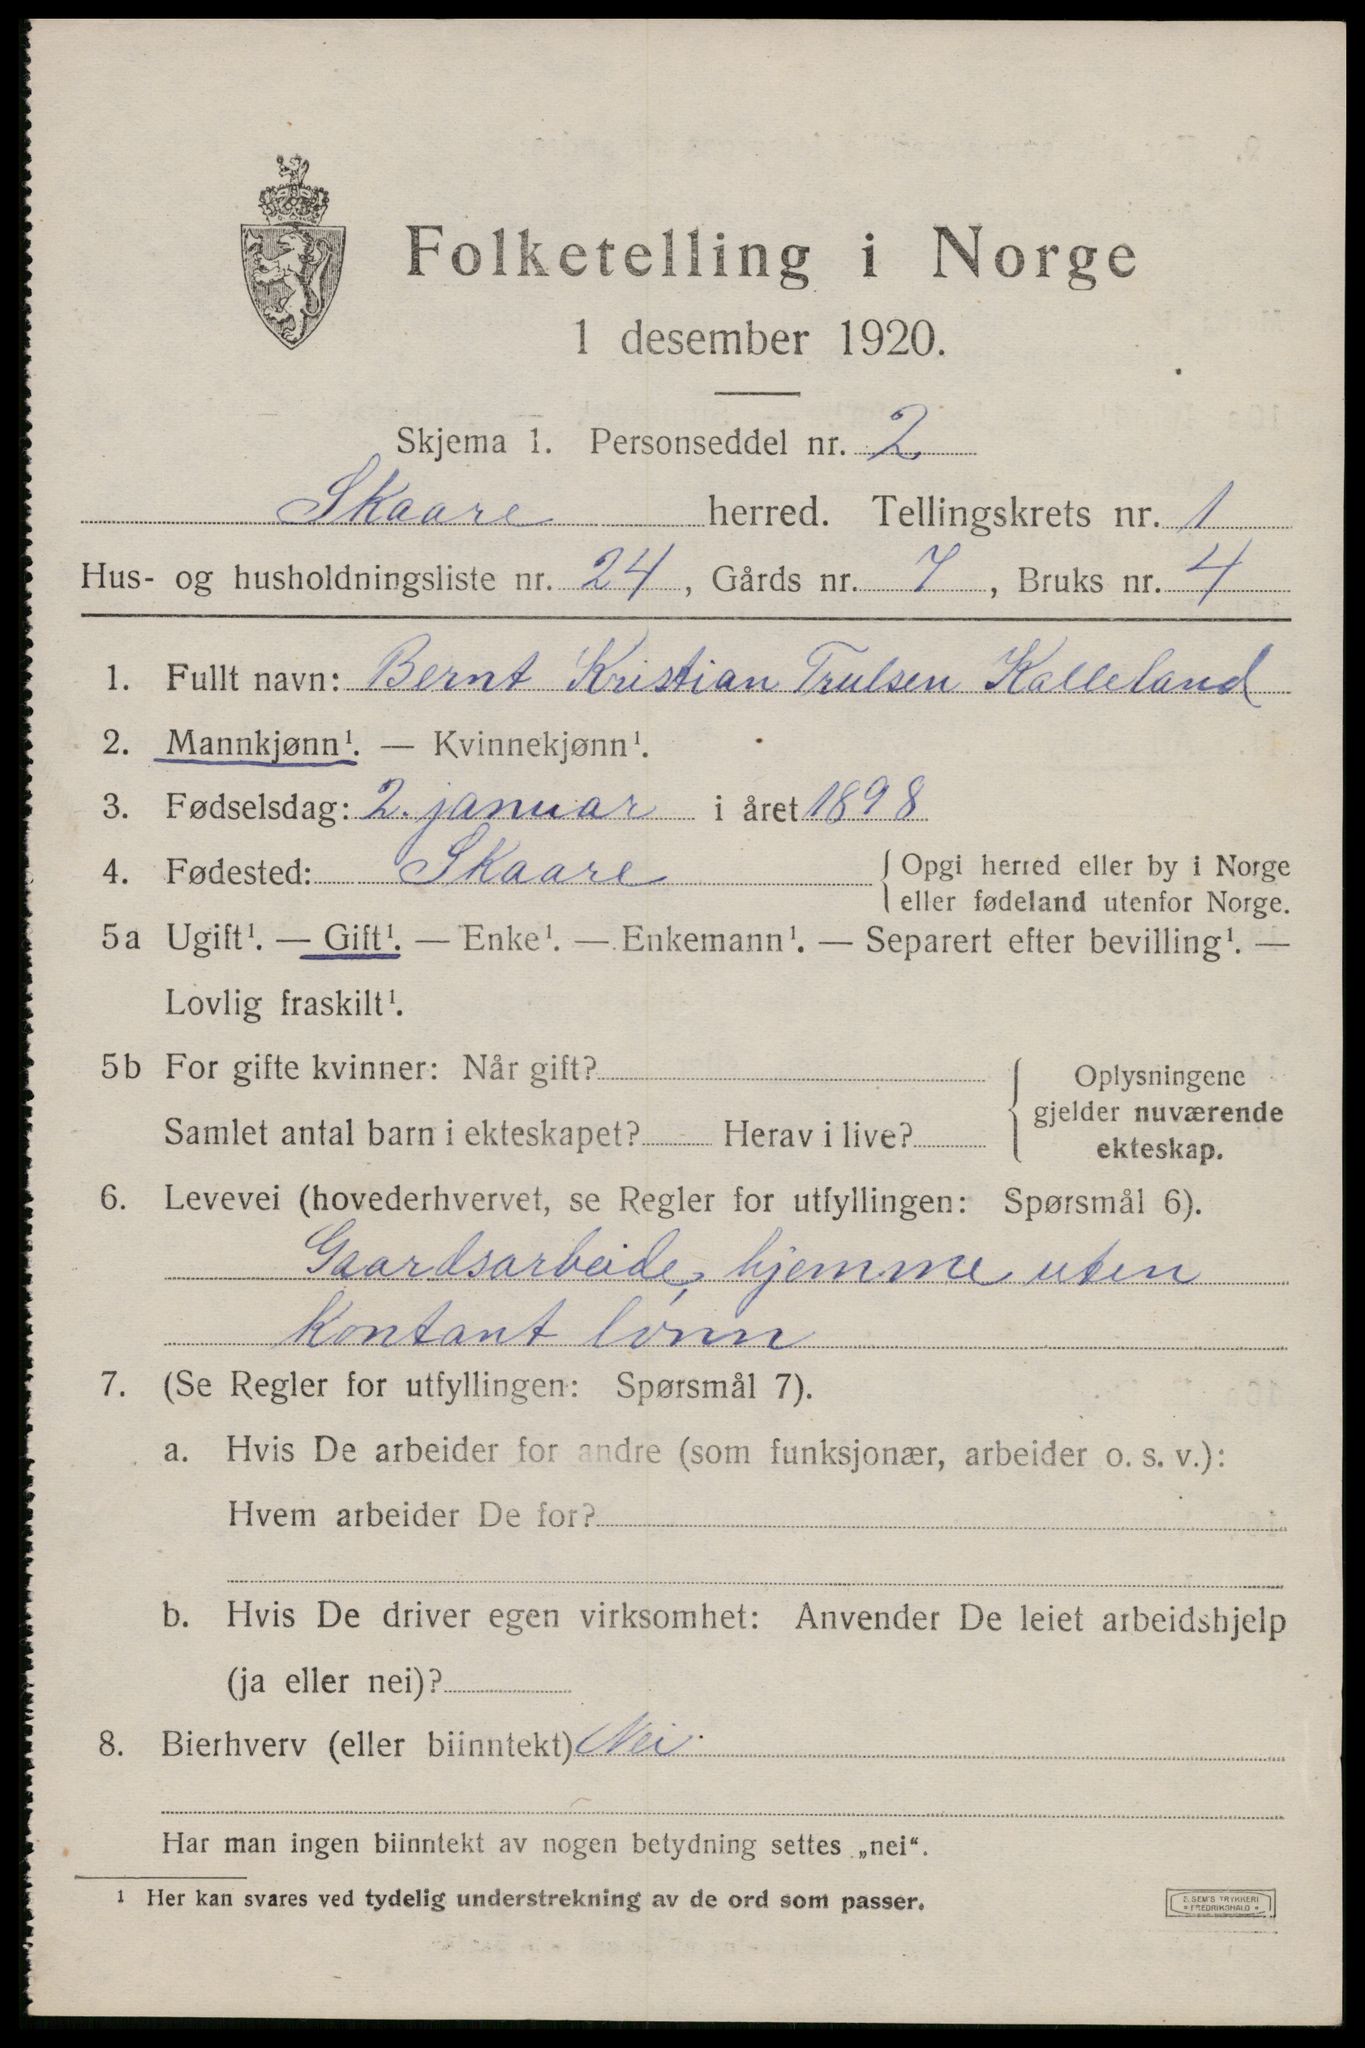 Folketelling i Norge
1 desember 1920.
Skjema 1. Personseddel nr. 2
Skaare herred. Tellingskrets nr. 1
Hus- og husholdningsliste nr. 24, Gårds nr. 7, Bruks nr. 4
1. Fullt navn: Bernt Kristian Trulsen Kalleland
2. Mannkjønn¹. — Kvinnekjønn¹.
3. Fødselsdag: 2. januar i året 1898
4. Fødested: Skaare { Opgi herred eller by i Norge
eller fødeland utenfor Norge.
5a Ugift¹. — Gift¹. — Enke¹. — Enkemann¹. — Separert efter bevilling¹. —
Lovlig fraskilt¹.
5b For gifte kvinner: Når gift?
Samlet antal barn i ekteskapet? Herav i live?
{ Oplysningene
gjelder nuværende
ekteskap.
6. Levevei (hovederhvervet, se Regler for utfyllingen: Spørsmål 6).
Gaardsarbeide, hjemme uten
kontant lønn
7. (Se Regler for utfyllingen: Spørsmål 7).
a. Hvis De arbeider for andre (som funksjonær, arbeider o. s. v.):
Hvem arbeider De for?
b. Hvis De driver egen virksomhet: Anvender De leiet arbeidshjelp
(ja eller nei)?
8. Bierhverv (eller biinntekt) Nei.
Har man ingen biinntekt av nogen betydning settes „nei“.
¹ Her kan svares ved tydelig understrekning av de ord som passer.
E. SEM'S TRYKKERI
* FREDRIKSHALD *